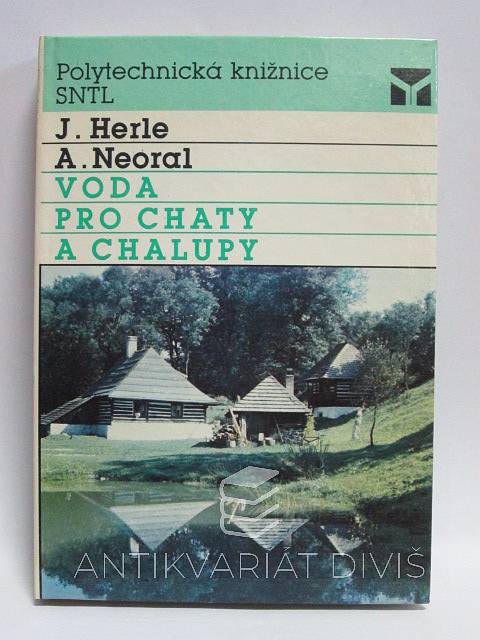 Polytechnická knižnice
SNTL
J. Herle
A. Neoral
VODA
PRO CHATY
A CHALUPY
ANTIKVARIÁT DIVIŠ